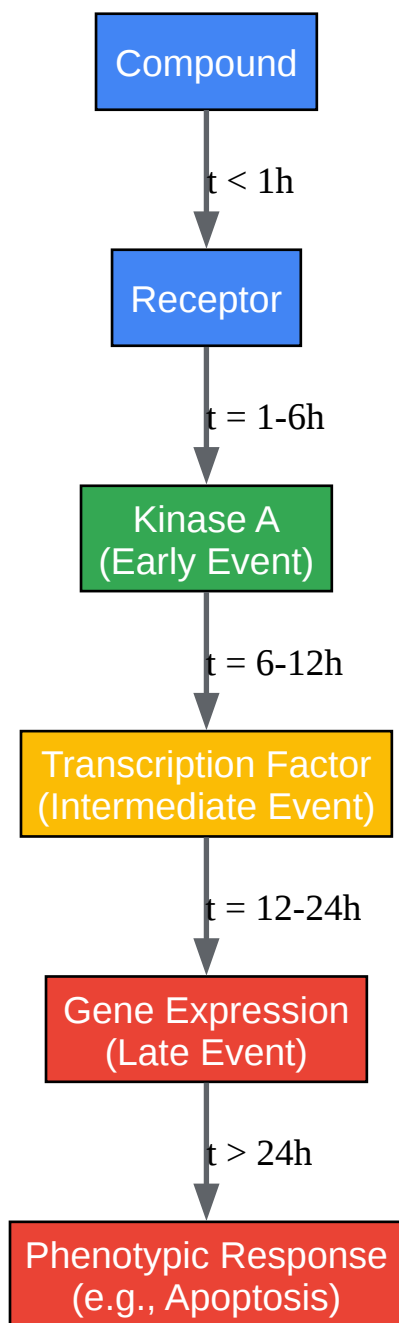 Compound
t < 1h
Receptor
t = 1-6h
Kinase A
(Early Event)
t = 6-12h
Transcription Factor
(Intermediate Event)
t = 12-24h
Gene Expression
(Late Event)
t > 24h
Phenotypic Response
(e.g., Apoptosis)